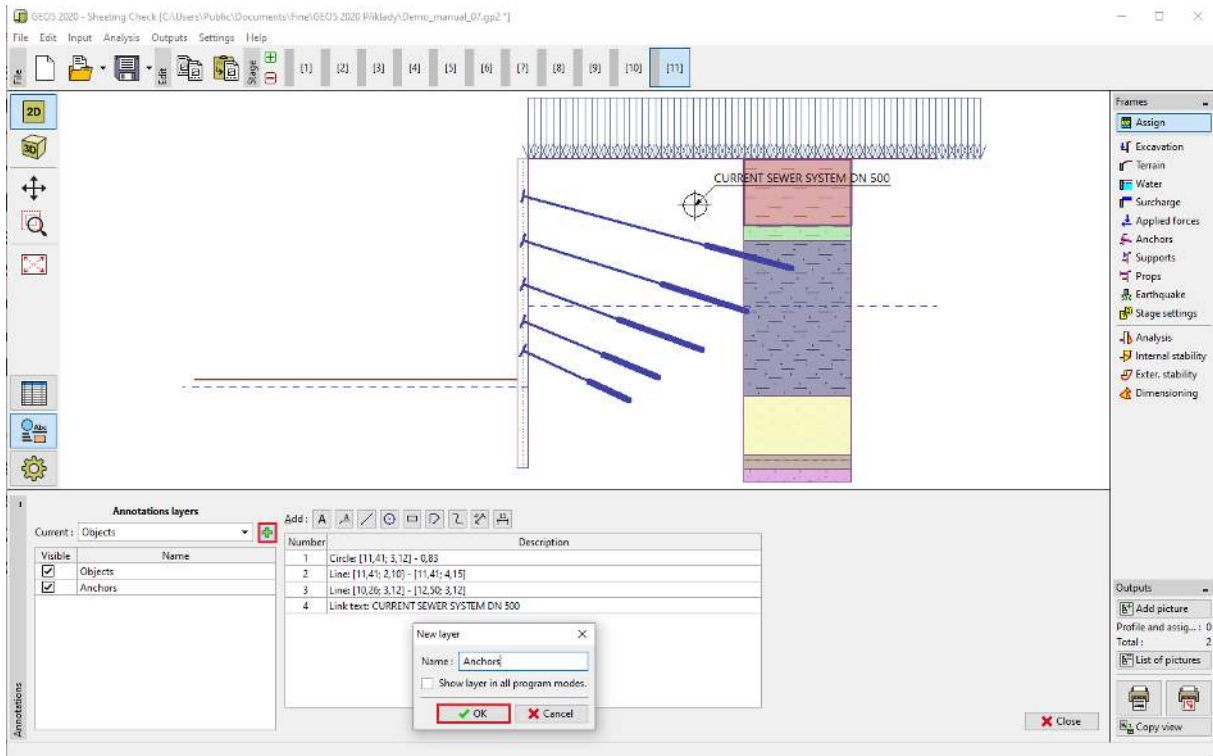 GEO5 2020 - Sheeting Check [C:\Users\Public\Documents\Fine\GEO5 2020 Příklady\Demo_manual_07.gp2 *]
File Edit Input Analysis Outputs Settings Help
File
Edit
Stage
[1] [2] [3] [4] [5] [6] [7] [8] [9] [10] [11]
2D
3D
Abc
CURRENT SEWER SYSTEM DN 500
Frames
Assign
Excavation
Terrain
Water
Surcharge
Applied forces
Anchors
Supports
Props
Earthquake
Stage settings
Analysis
Internal stability
Exter. stability
Dimensioning
Annotations
Annotations layers
Current : Objects
Visible Name
Objects
Anchors
Add :
Number Description
1 Circle: [11,41; 3,12] - 0,83
2 Line: [11,41; 2,10] - [11,41; 4,15]
3 Line: [10,26; 3,12] - [12,50; 3,12]
4 Link text: CURRENT SEWER SYSTEM DN 500
New layer
Name : Anchors
Show layer in all program modes.
OK Cancel
Close
Outputs
Add picture
Profile and assig... : 0
Total : 2
List of pictures
Copy view